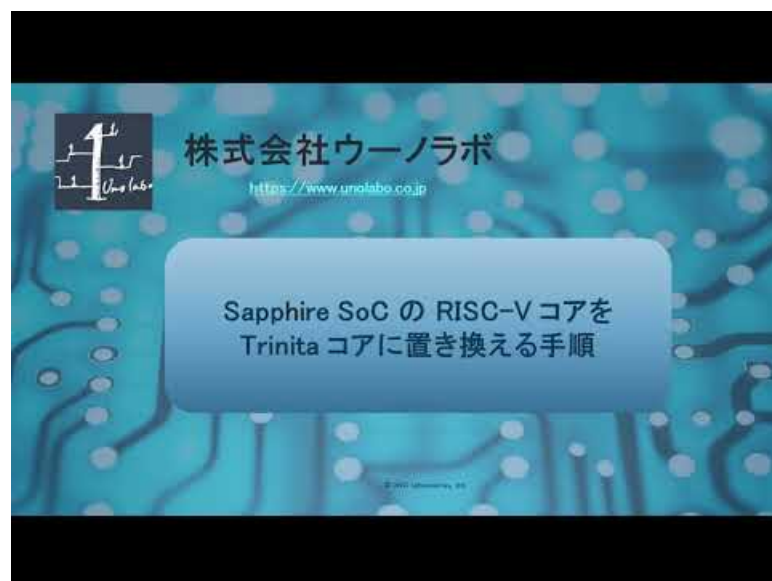 Unolabo
株式会社ウーノラボ
https://www.unolabo.co.jp
Sapphire SoC の RISC-V コアを
Trinita コアに置き換える手順